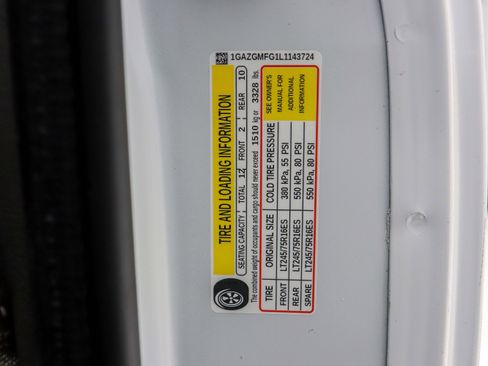 1GAZGMFG1L1143724
TIRE AND LOADING INFORMATION
SEATING CAPACITY TOTAL 12 FRONT 2 REAR 10
The combined weight of occupants and cargo should never exceed 1510 kg or 3328 lbs.
TIRE ORIGINAL SIZE COLD TIRE PRESSURE
FRONT LT245/75R16ES 380 kPa, 55 PSI
REAR LT245/75R16ES 550 kPa, 80 PSI
SPARE LT245/75R16ES 550 kPa, 80 PSI
SEE OWNER'S
MANUAL FOR
ADDITIONAL
INFORMATION